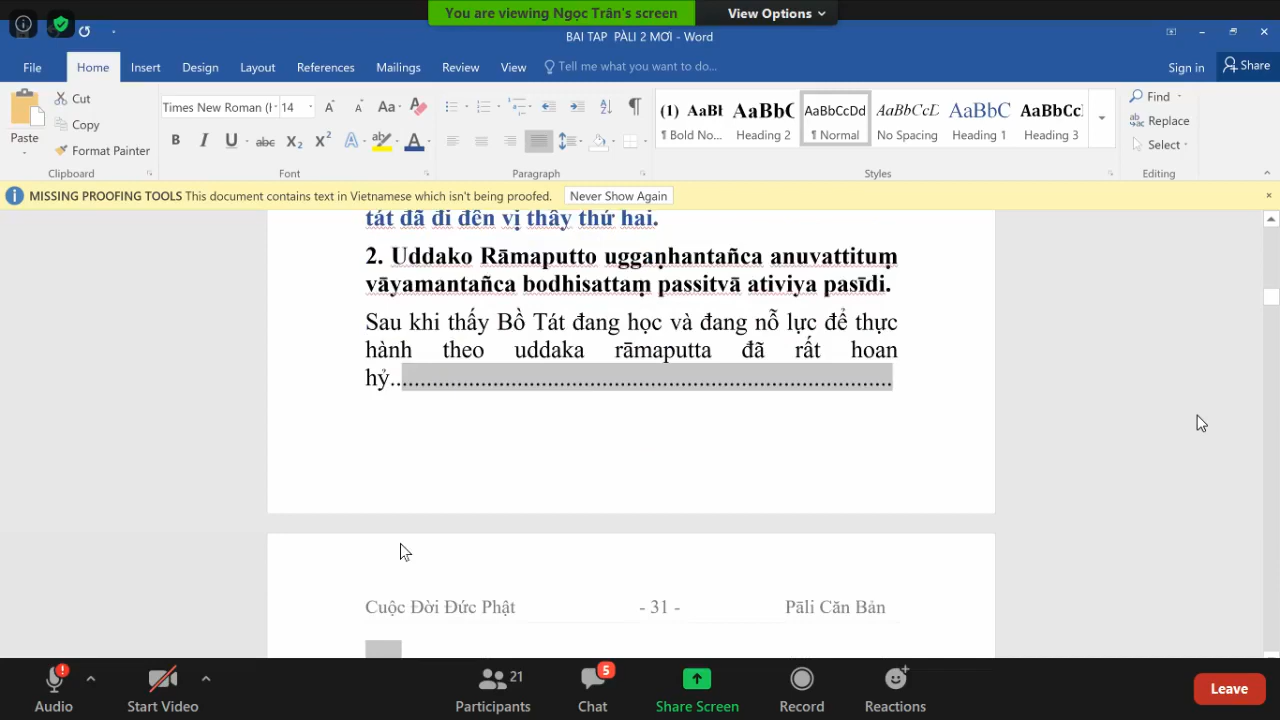 You are viewing Ngọc Trân's screen
View Options
BAI TAP PÀLI 2 MƠI - Word
File Home Insert Design Layout References Mailings Review View Tell me what you want to do...
Sign in Share
Paste Cut Copy Format Painter
Times New Roman (I 14
(1) AaBl AaBbC AaBbCcDd AaBbCcD AaBbC AaBbCc
¶ Bold No... Heading 2 ¶ Normal No Spacing Heading 1 Heading 3
Find
Replace
Select
Clipboard Font Paragraph Styles Editing
MISSING PROOFING TOOLS This document contains text in Vietnamese which isn't being proofed. Never Show Again
tát đã đi đến vị thầy thứ hai.
2. Uddako Rāmaputto uggaṇhantañca anuvattituṃ
vāyamantañca bodhisattaṃ passitvā ativiya pasīdi.
Sau khi thấy Bồ Tát đang học và đang nỗ lực để thực
hành theo uddaka rāmaputta đã rất hoan
hỷ....................................................................................
Cuộc Đời Đức Phật - 31 - Pāli Căn Bản
Audio Start Video Participants 21 Chat 5 Share Screen Record Reactions Leave